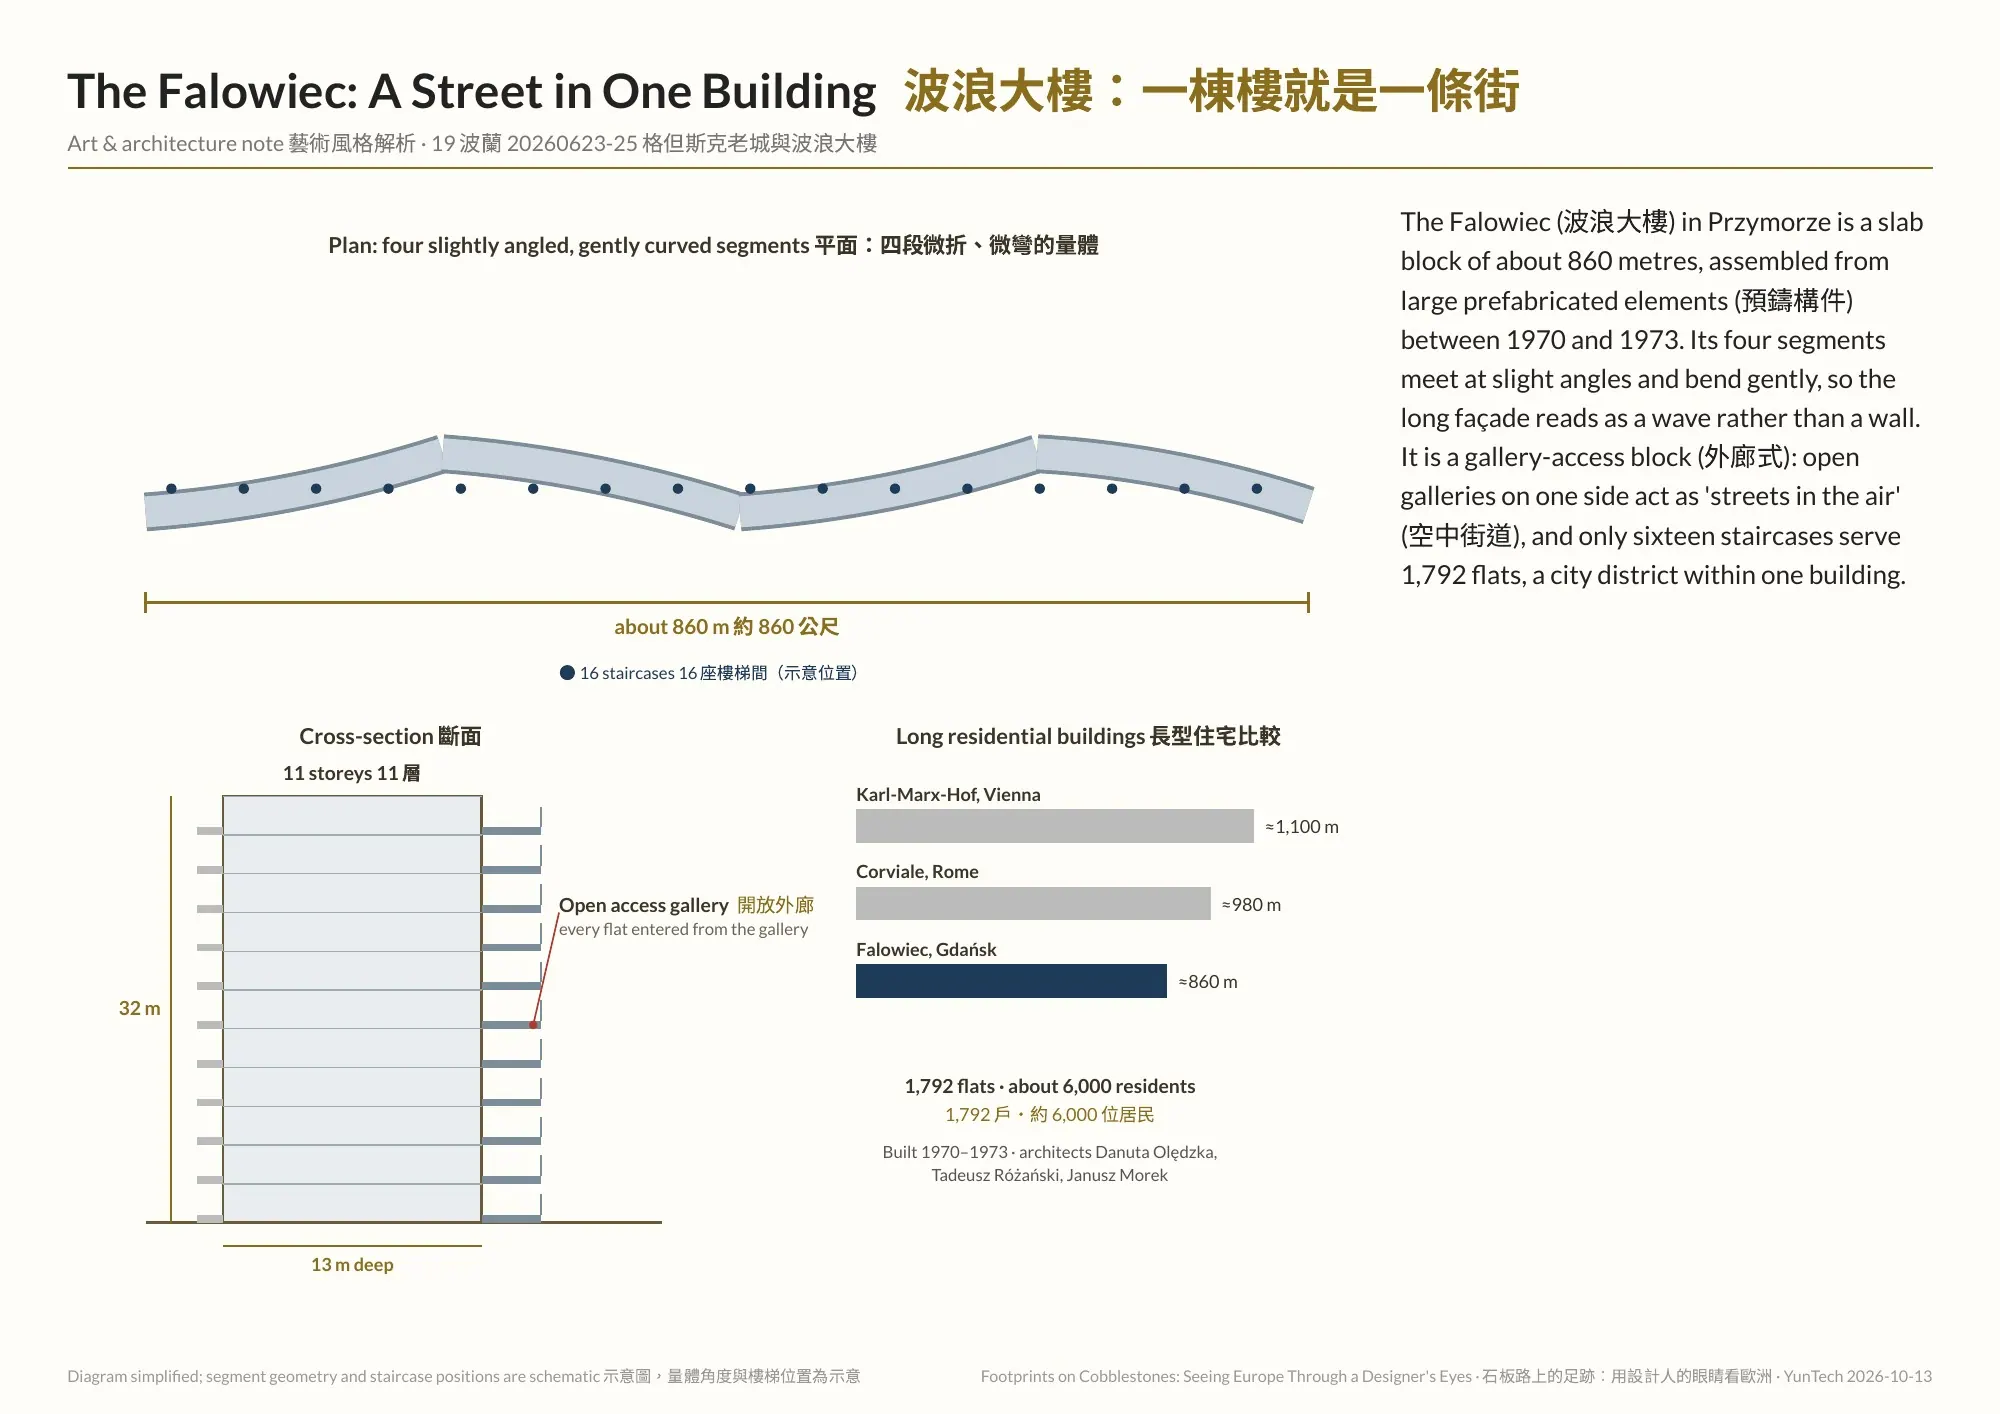 The Falowiec: A Street in One Building 波浪大樓：一棟樓就是一條街
Art & architecture note 藝術風格解析 · 19 波蘭 20260623-25 格但斯克老城與波浪大樓
Plan: four slightly angled, gently curved segments 平面：四段微折、微彎的量體
about 860 m 約 860 公尺
16 staircases 16 座樓梯間（示意位置）
The Falowiec (波浪大樓) in Przymorze is a slab
block of about 860 metres, assembled from
large prefabricated elements (預鑄構件)
between 1970 and 1973. Its four segments
meet at slight angles and bend gently, so the
long façade reads as a wave rather than a wall.
It is a gallery-access block (外廊式): open
galleries on one side act as 'streets in the air'
(空中街道), and only sixteen staircases serve
1,792 flats, a city district within one building.
Cross-section 斷面
11 storeys 11 層
Open access gallery 開放外廊
every flat entered from the gallery
32 m
13 m deep
Long residential buildings 長型住宅比較
Karl-Marx-Hof, Vienna
≈1,100 m
Corviale, Rome
≈980 m
Falowiec, Gdańsk
≈860 m
1,792 flats · about 6,000 residents
1,792 戶・約 6,000 位居民
Built 1970–1973 · architects Danuta Olędzka,
Tadeusz Różański, Janusz Morek
Diagram simplified; segment geometry and staircase positions are schematic 示意圖，量體角度與樓梯位置為示意
Footprints on Cobblestones: Seeing Europe Through a Designer's Eyes · 石板路上的足跡：用設計人的眼睛看歐洲 · YunTech 2026-10-13